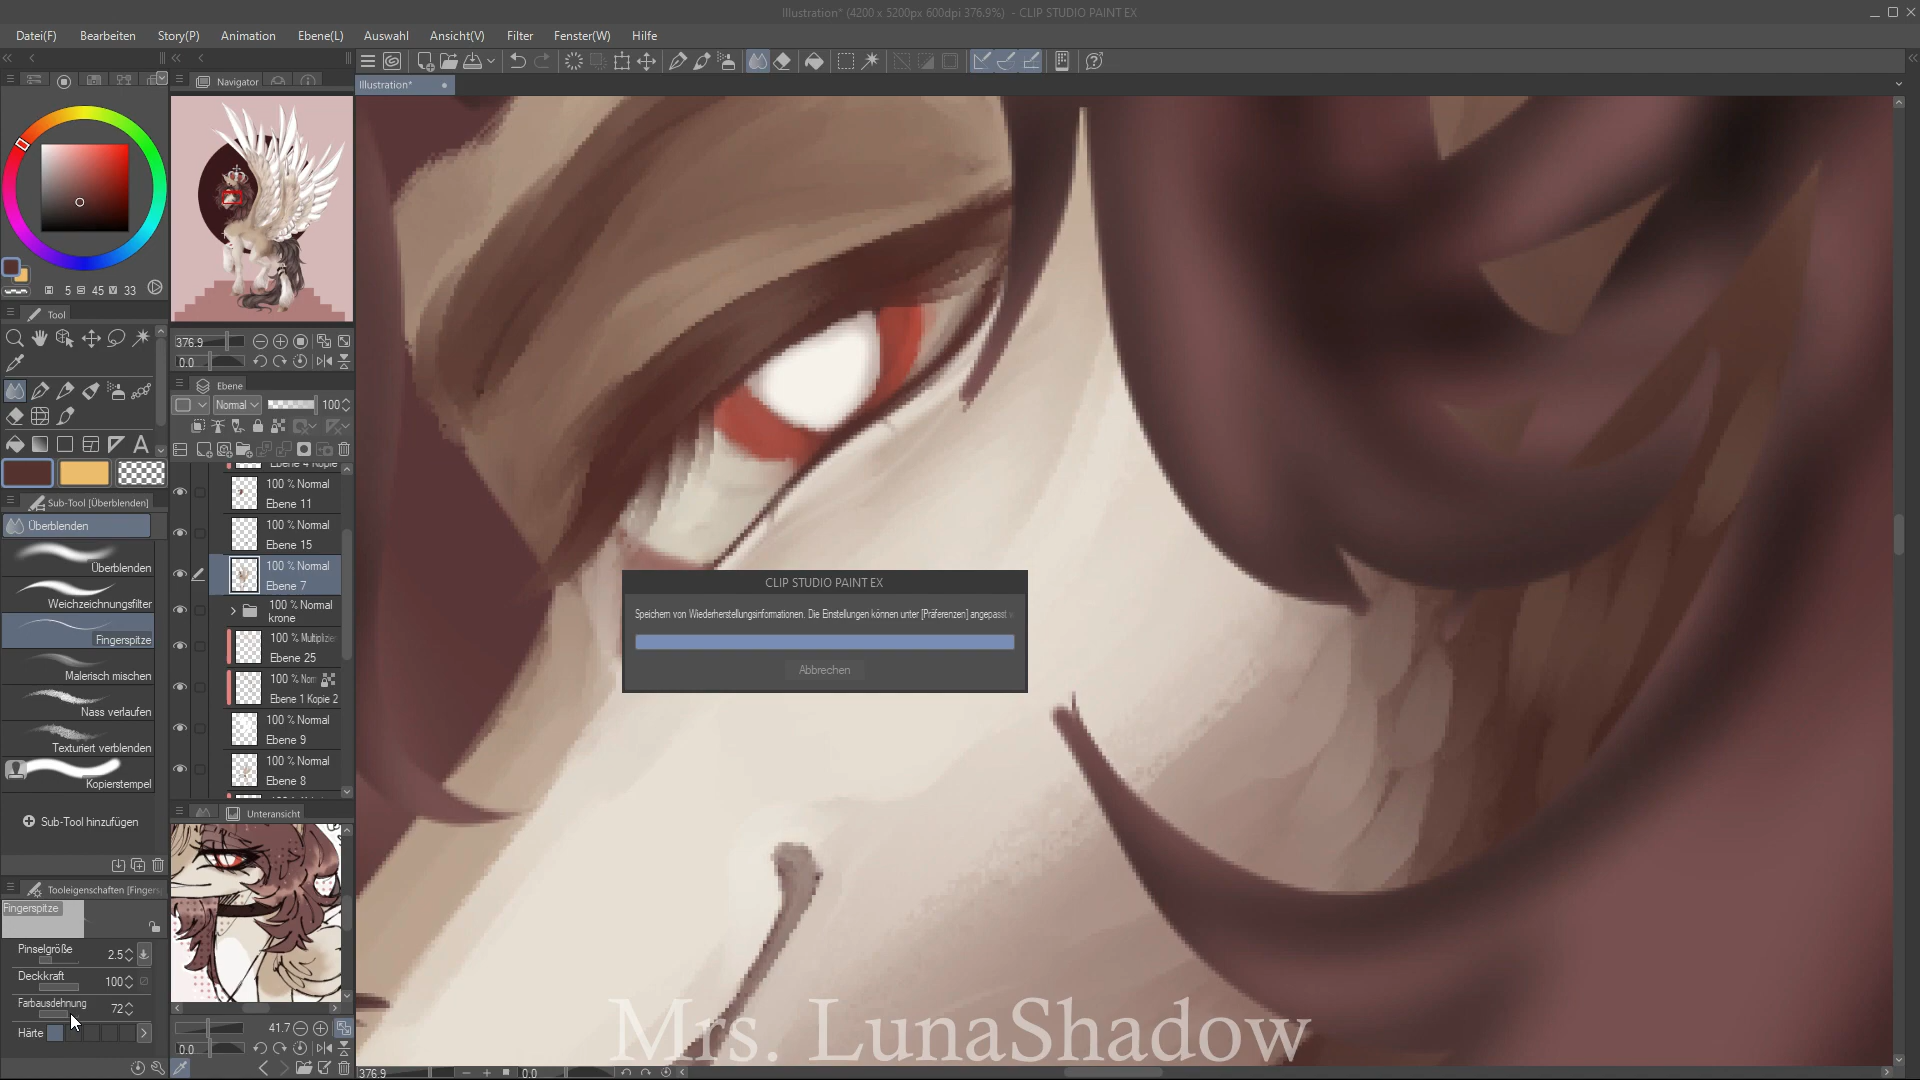 Illustration* (4200 x 5200px 600dpi 376.9%) - CLIP STUDIO PAINT EX
Datei(F) Bearbeiten Story(P) Animation Ebene(L) Auswahl Ansicht(V) Filter Fenster(W) Hilfe
Navigator
Illustration*
5 45 33
Tool
376.9
0.0
Ebene
Normal 100
Ebene 4 Kopie
100 % Normal
Ebene 11
100 % Normal
Ebene 15
100 % Normal
Ebene 7
100 % Normal
krone
100 % Multiplizie
Ebene 25
100 % Norr
Ebene 1 Kopie 2
100 % Normal
Ebene 9
100 % Normal
Ebene 8
Sub-Tool [Überblenden]
Überblenden
Überblenden
Weichzeichnungsfilter
Fingerspitze
Malerisch mischen
Nass verlaufen
Texturiert verblenden
Kopierstempel
Sub-Tool hinzufügen
Unteransicht
41.7
0.0
Tooleigenschaften [Fingers
Fingerspitze
Pinselgröße 2.5
Deckkraft 100
Farbausdehnung 72
Härte
CLIP STUDIO PAINT EX
Speichern von Wiederherstellungsinformationen. Die Einstellungen können unter [Präferenzen] angepasst
Abbrechen
Mrs. LunaShadow
376.9 0.0